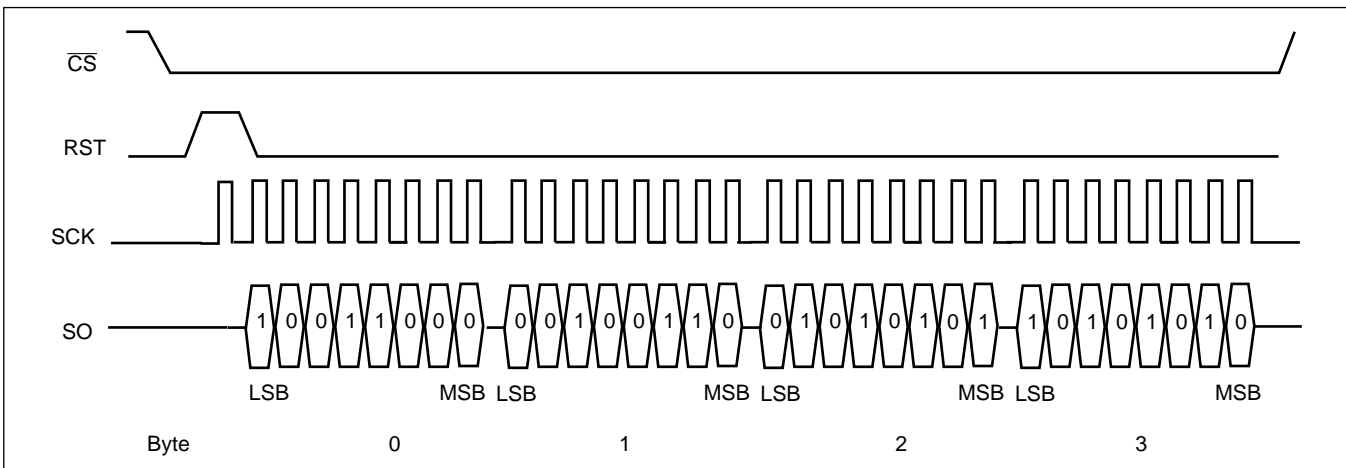 CS
RST
SCK
SO
1 0 0 1 1 0 0 0 0 0 1 0 0 1 1 0 0 1 0 1 0 1 0 1 1 0 1 0 1 0 1 0
LSB MSB LSB MSB LSB MSB LSB MSB
Byte 0 1 2 3